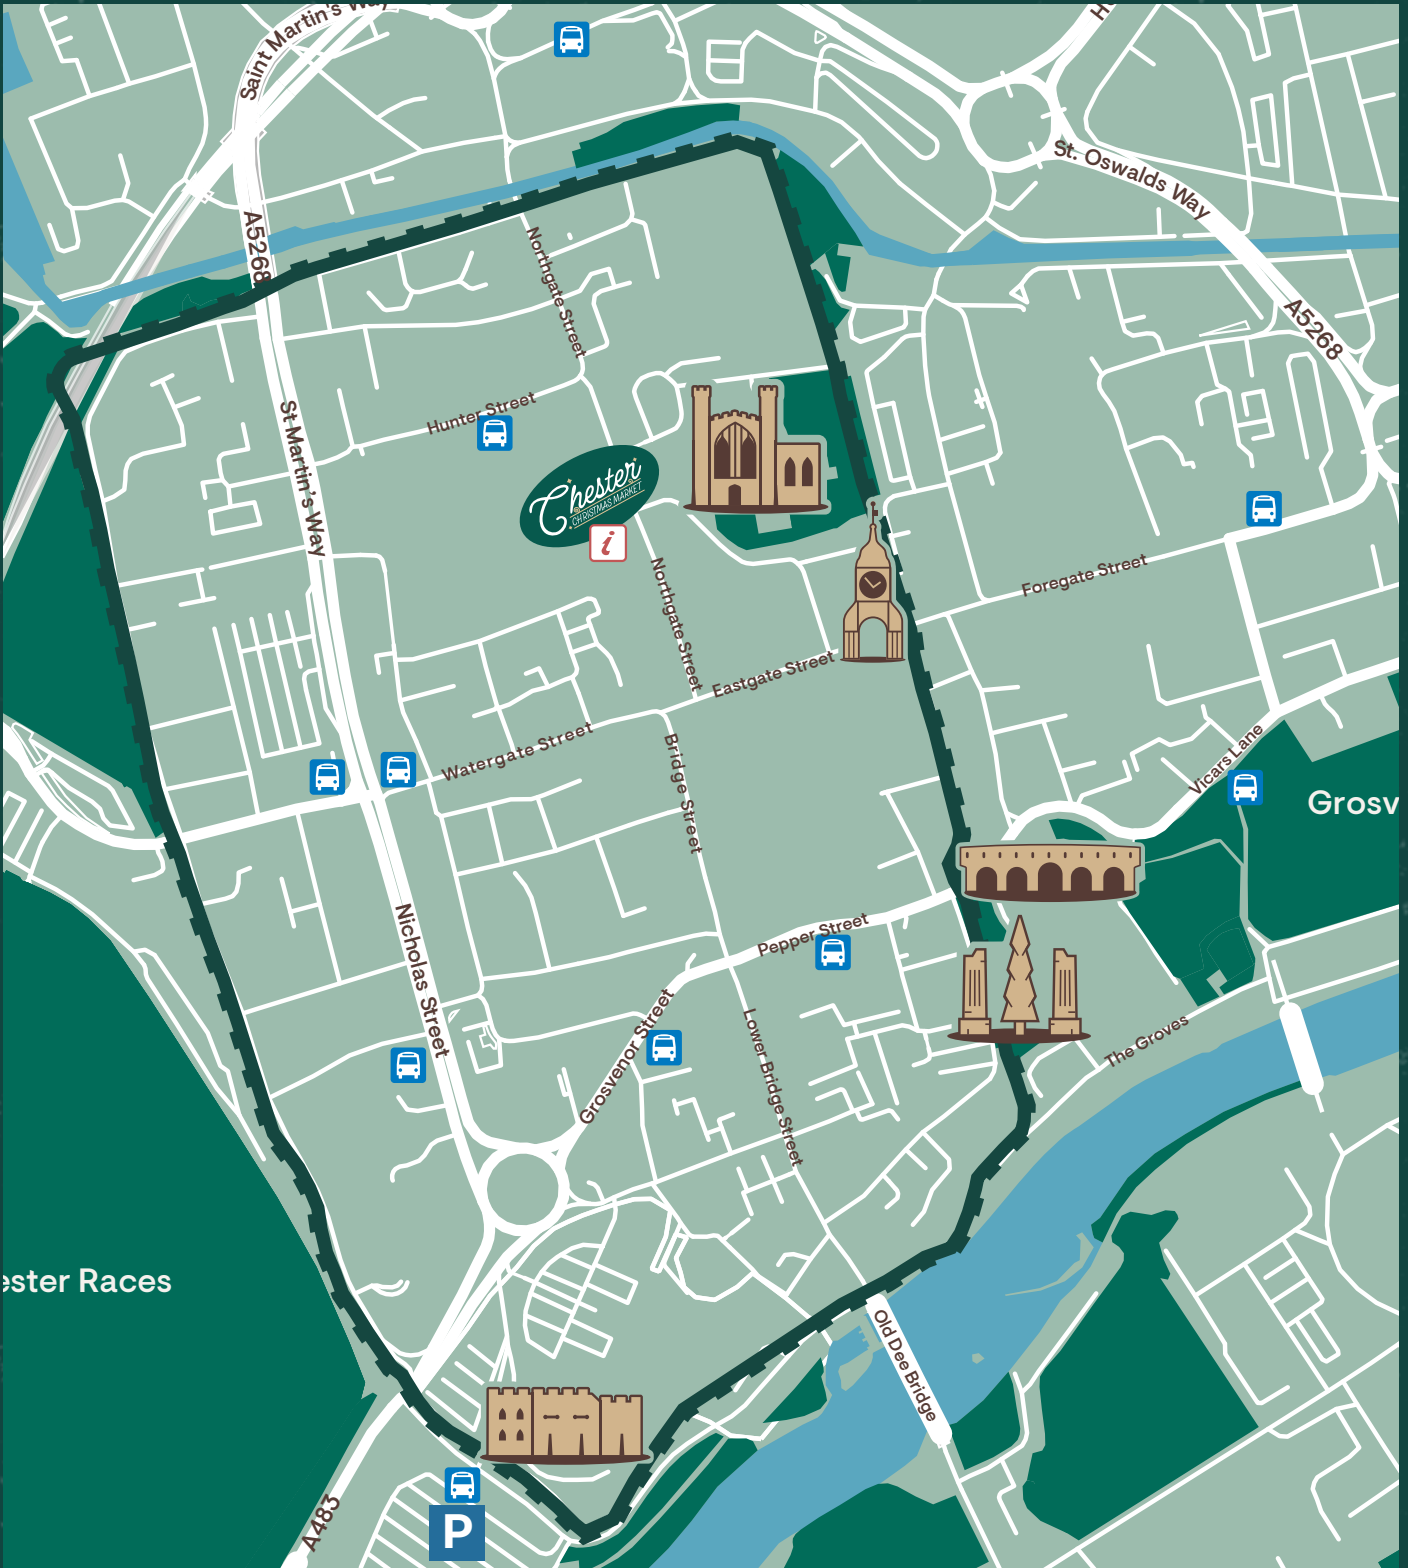 Saint Martin's Way
H
St. Oswalds Way
A5268
Northgate Street
A5268
Hunter Street
St Martin's Way
Chester
CHRISTMAS MARKET
i
Foregate Street
Northgate Street
Eastgate Street
Watergate Street
Bridge Street
Vicars Lane
Grosv
Nicholas Street
Pepper Street
Grosvenor Street
Lower Bridge Street
The Groves
ester Races
Old Dee Bridge
A483
P